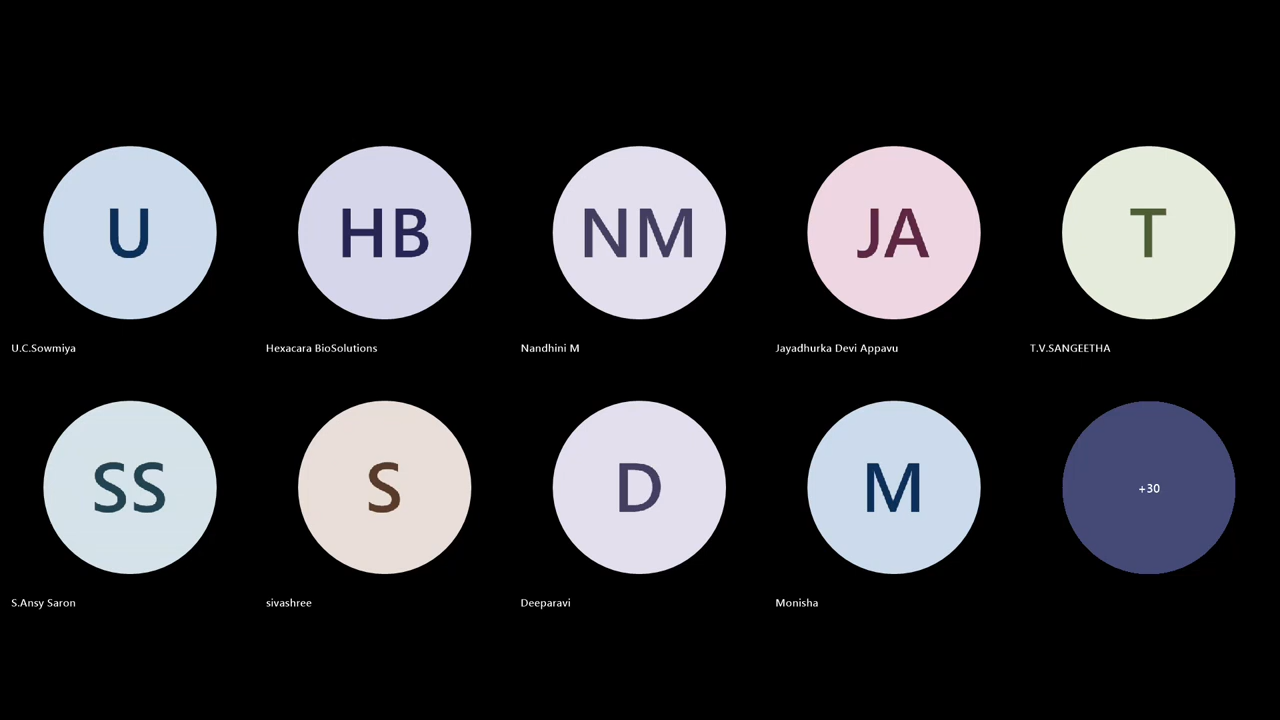 U
HB
NM
JA
T
U.C.Sowmiya
Hexacara BioSolutions
Nandhini M
Jayadhurka Devi Appavu
T.V.SANGEETHA
SS
S
D
M
+30
S.Ansy Saron
sivashree
Deeparavi
Monisha